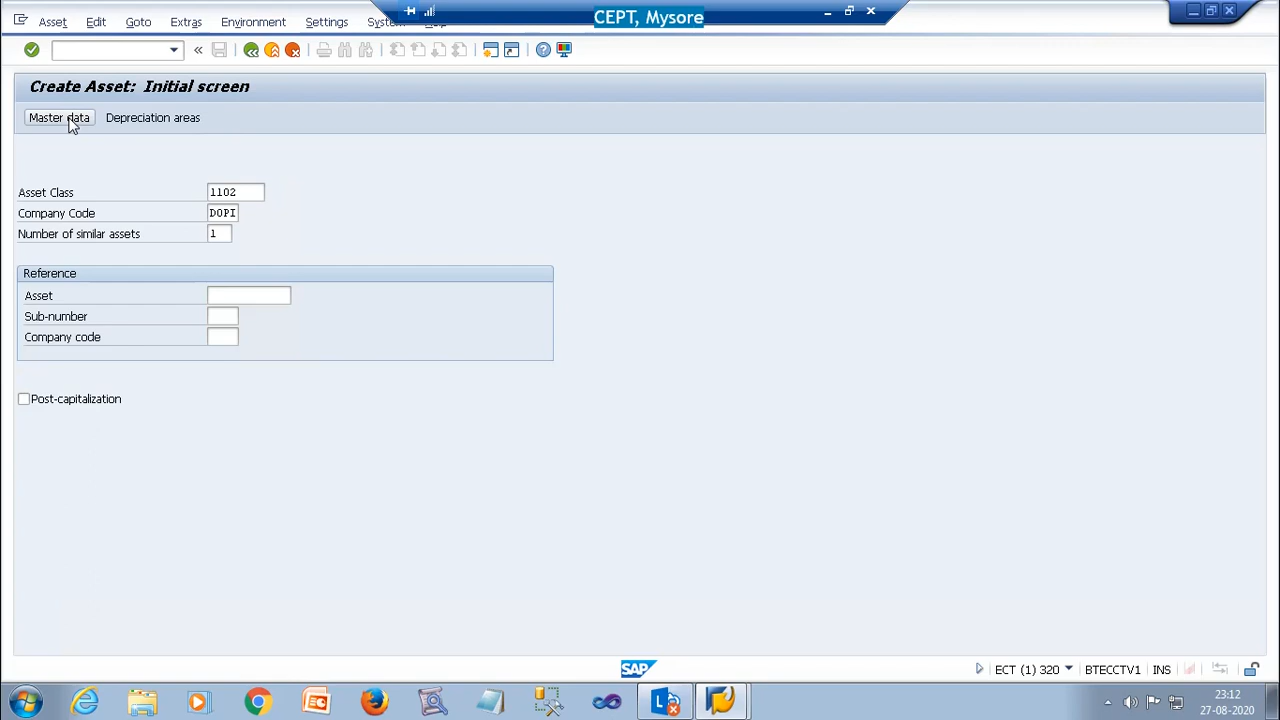 CEPT, Mysore
Asset Edit Goto Extras Environment Settings System
Create Asset: Initial screen
Master data Depreciation areas
Asset Class 1102
Company Code DOPI
Number of similar assets 1
Reference
Asset
Sub-number
Company code
Post-capitalization
SAP
ECT (1) 320 BTECCTV1 INS
23:12
27-08-2020